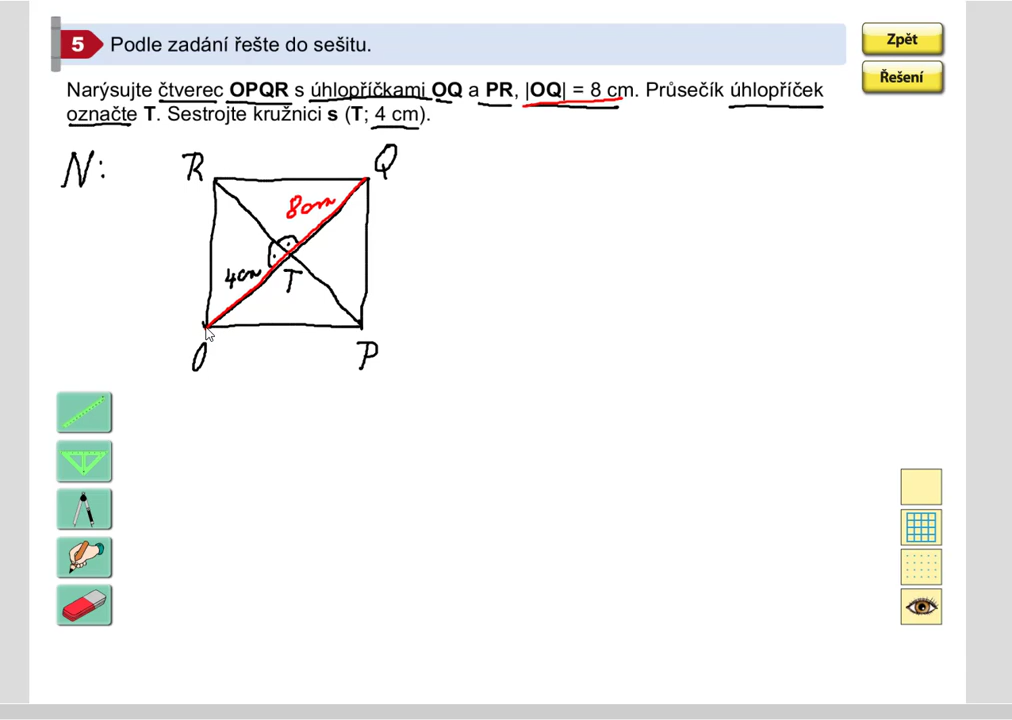 5 Podle zadání řešte do sešitu.
Zpět
Řešení
Narýsujte čtverec OPQR s úhlopříčkami OQ a PR, |OQ| = 8 cm. Průsečík úhlopříček
označte T. Sestrojte kružnici s (T; 4 cm).
N:
R Q
8cm
4cm T
O P